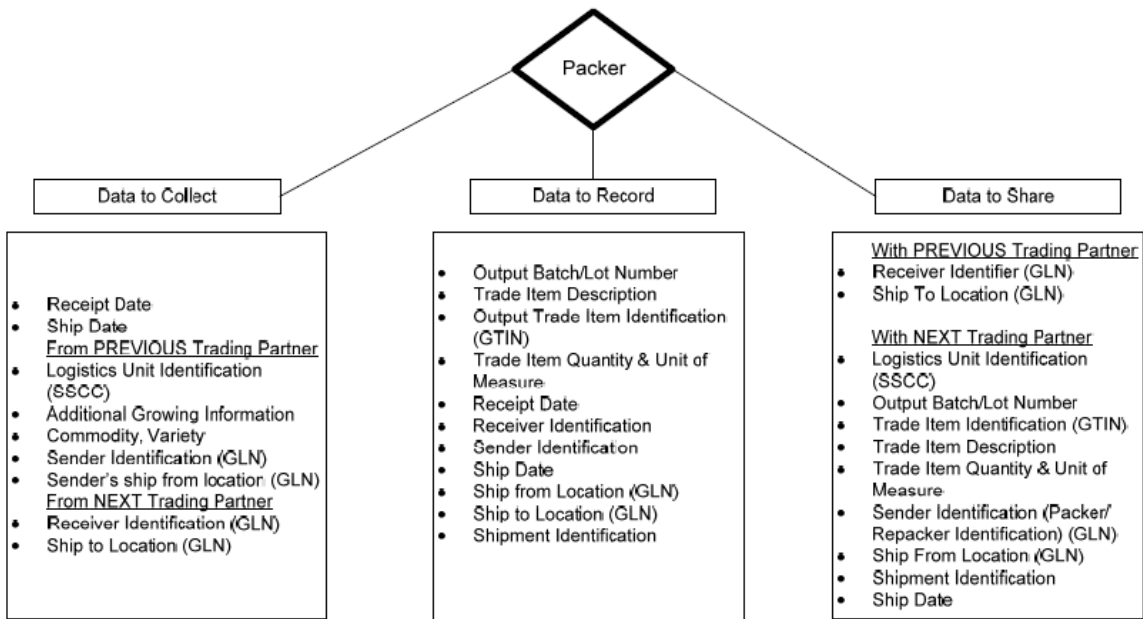 Packer
Data to Collect
Data to Record
Data to Share
• Receipt Date
• Ship Date
From PREVIOUS Trading Partner
• Logistics Unit Identification
(SSCC)
• Additional Growing Information
• Commodity, Variety
• Sender Identification (GLN)
• Sender's ship from location (GLN)
From NEXT Trading Partner
• Receiver Identification (GLN)
• Ship to Location (GLN)
• Output Batch/Lot Number
• Trade Item Description
• Output Trade Item Identification
(GTIN)
• Trade Item Quantity & Unit of
Measure
• Receipt Date
• Receiver Identification
• Sender Identification
• Ship Date
• Ship from Location (GLN)
• Ship to Location (GLN)
• Shipment Identification
With PREVIOUS Trading Partner
• Receiver Identifier (GLN)
• Ship To Location (GLN)
With NEXT Trading Partner
• Logistics Unit Identification
(SSCC)
• Output Batch/Lot Number
• Trade Item Identification (GTIN)
• Trade Item Description
• Trade Item Quantity & Unit of
Measure
• Sender Identification (Packer/
Repacker Identification) (GLN)
• Ship From Location (GLN)
• Shipment Identification
• Ship Date